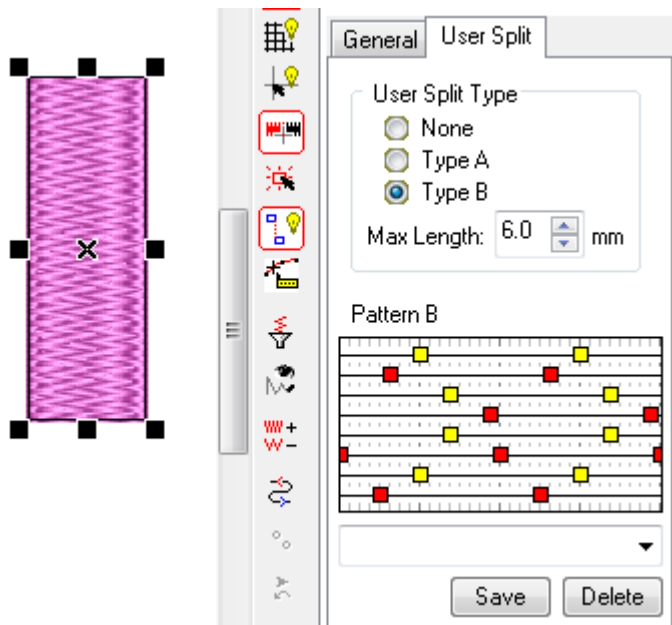 General User Split
User Split Type
None
Type A
Type B
Max Length: 6.0 mm
Pattern B
Save Delete